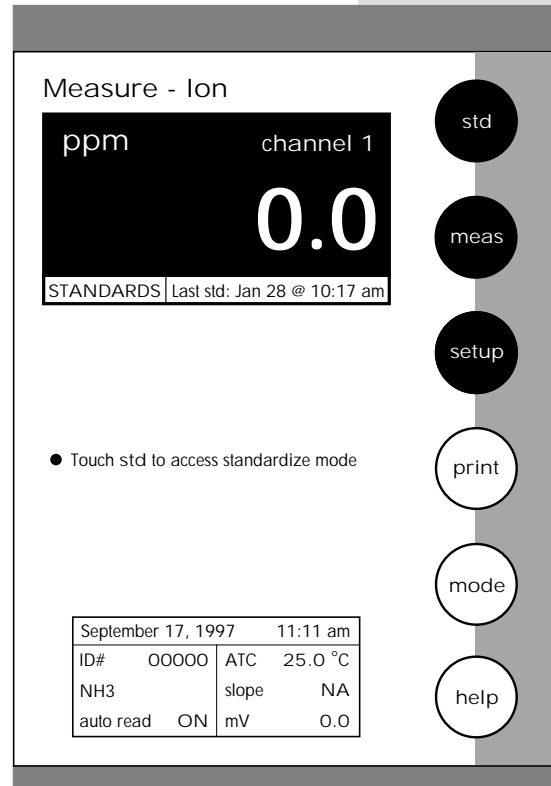 Measure - Ion
ppm channel 1
0.0
STANDARDS Last std: Jan 28 @ 10:17 am
● Touch std to access standardize mode
September 17, 1997 11:11 am
ID# 00000 ATC 25.0 °C
NH3 slope NA
auto read ON mV 0.0
std
meas
setup
print
mode
help